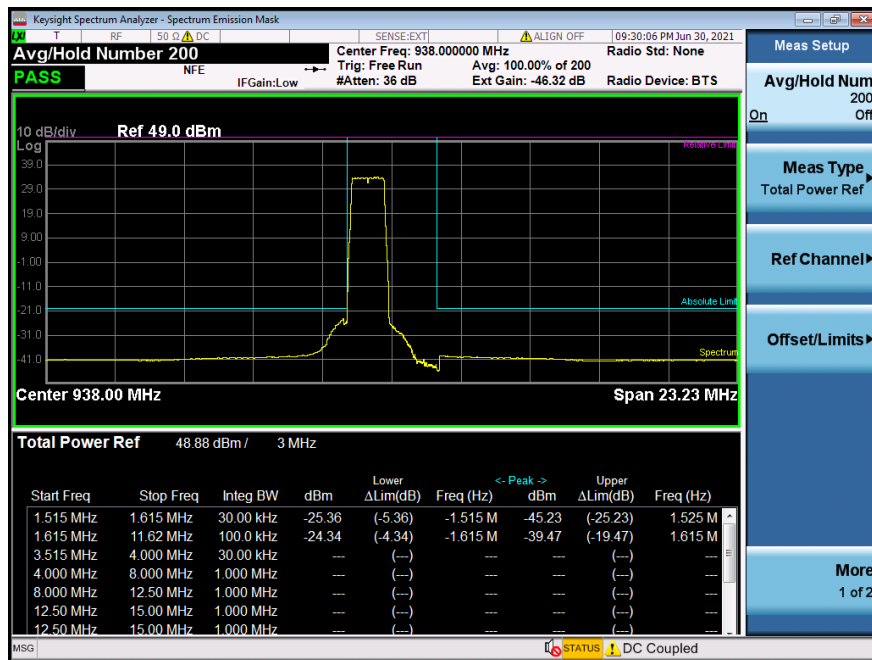 Keysight Spectrum Analyzer - Spectrum Emission Mask
LXI T RF 50 Ω DC SENSE:EXT ALIGN OFF 09:30:06 PM Jun 30, 2021
Avg/Hold Number 200
Center Freq: 938.000000 MHz Radio Std: None
PASS NFE Trig: Free Run Avg: 100.00% of 200
IFGain:Low #Atten: 36 dB Ext Gain: -46.32 dB Radio Device: BTS
10 dB/div Ref 49.0 dBm
Log
Relative Limit
39.0
29.0
19.0
9.00
-1.00
-11.0
Absolute Limit
-21.0
-31.0
Spectrum
-41.0
Center 938.00 MHz Span 23.23 MHz
Total Power Ref 48.88 dBm / 3 MHz
Lower <- Peak -> Upper
Start Freq Stop Freq Integ BW dBm ΔLim(dB) Freq (Hz) dBm ΔLim(dB) Freq (Hz)
1.515 MHz 1.615 MHz 30.00 kHz -25.36 (-5.36) -1.515 M -45.23 (-25.23) 1.525 M
1.615 MHz 11.62 MHz 100.0 kHz -24.34 (-4.34) -1.615 M -39.47 (-19.47) 1.615 M
3.515 MHz 4.000 MHz 30.00 kHz --- (---) --- --- (---) ---
4.000 MHz 8.000 MHz 1.000 MHz --- (---) --- --- (---) ---
8.000 MHz 12.50 MHz 1.000 MHz --- (---) --- --- (---) ---
12.50 MHz 15.00 MHz 1.000 MHz --- (---) --- --- (---) ---
12.50 MHz 15.00 MHz 1.000 MHz --- (---) --- --- (---) ---
Meas Setup
Avg/Hold Num
200
On Off
Meas Type
Total Power Ref
Ref Channel
Offset/Limits
More
1 of 2
MSG STATUS DC Coupled